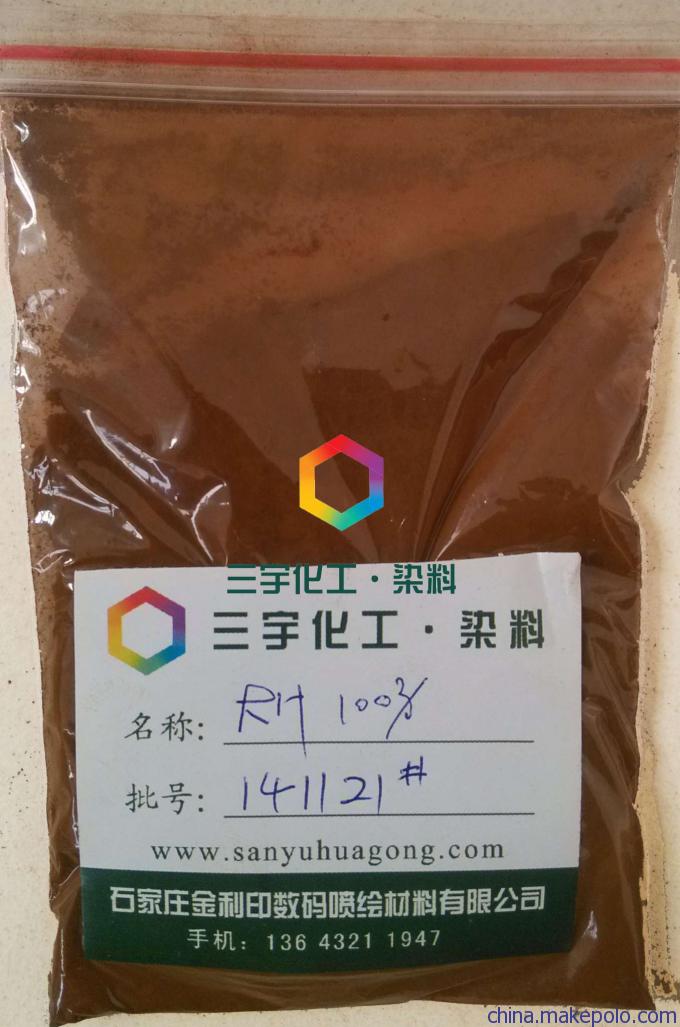 三宇化工·染料
三宇化工·染料
名称: RH 100%
批号: 141121#
www.sanyuhuagong.com
石家庄金利印数码喷绘材料有限公司
手机: 136 4321 1947
china.makepolo.com